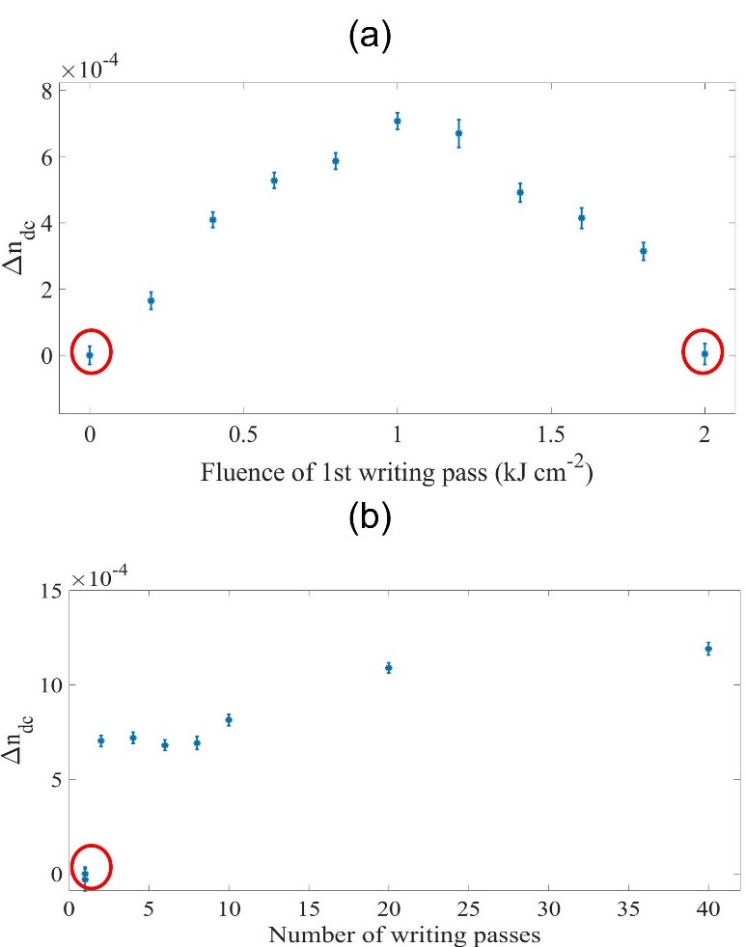 (a)
×10⁻⁴
8
6
4
2
0
Δn_dc
0 0.5 1 1.5 2
Fluence of 1st writing pass (kJ cm⁻²)
(b)
×10⁻⁴
15
10
5
0
Δn_dc
0 5 10 15 20 25 30 35 40
Number of writing passes